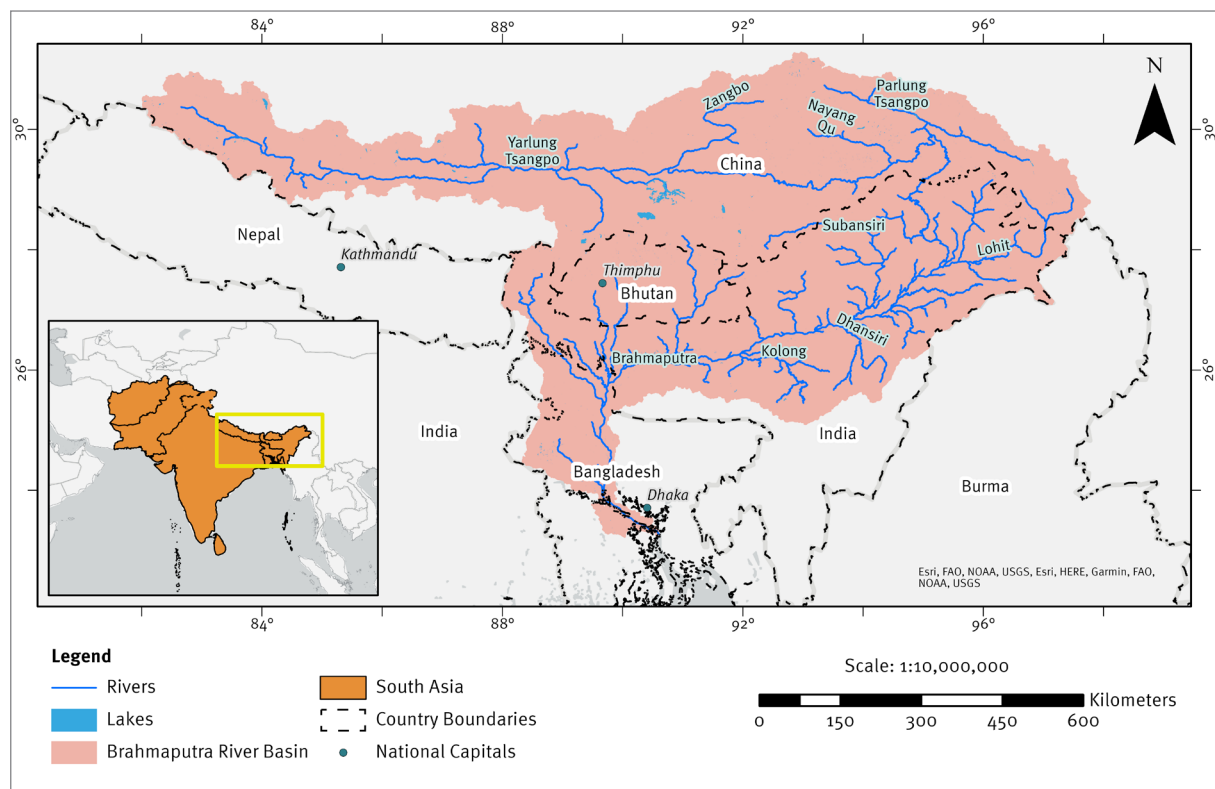 84°
88°
92°
96°
N
30°
30°
Zangbo
Parlung
Tsangpo
Nayang
Qu
Yarlung
Tsangpo
China
Subansiri
Nepal
Lohit
Kathmandu
Thimphu
Bhutan
Dhansiri
Brahmaputra
Kolong
26°
26°
India
India
Bangladesh
Dhaka
Burma
Esri, FAO, NOAA, USGS, Esri, HERE, Garmin, FAO,
NOAA, USGS
84°
88°
92°
96°
Legend
Rivers
Lakes
Brahmaputra River Basin
South Asia
Country Boundaries
National Capitals
Scale: 1:10,000,000
Kilometers
0 150 300 450 600